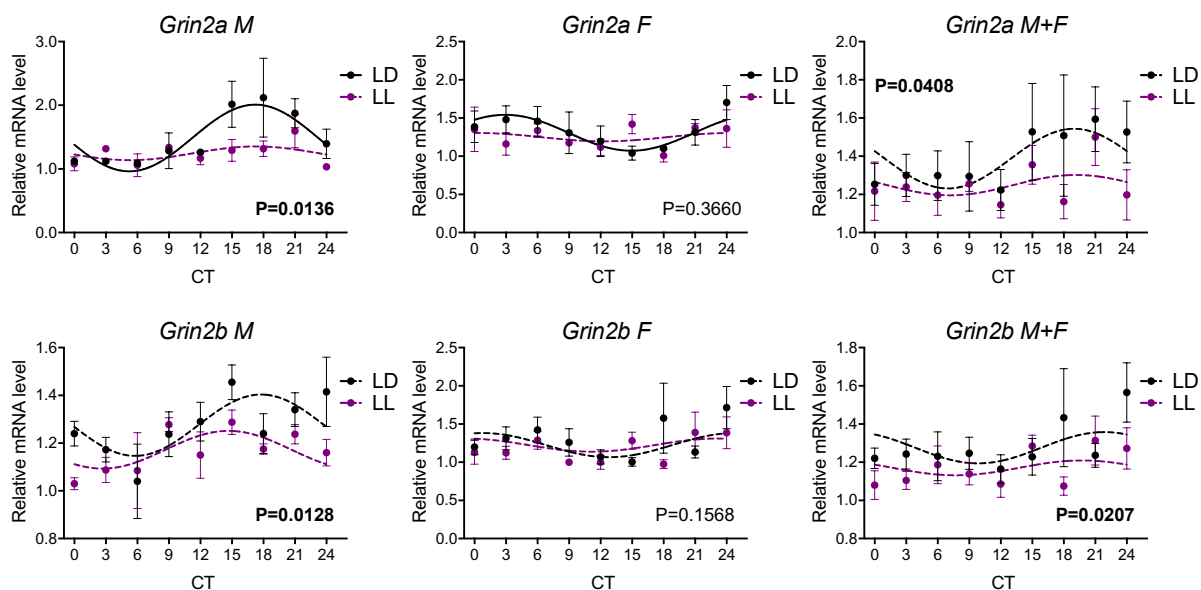 Grin2a M
Relative mRNA level
3.0
2.0
1.0
0.0
0 3 6 9 12 15 18 21 24
CT
LD
LL
P=0.0136
Grin2a F
Relative mRNA level
2.5
2.0
1.5
1.0
0.5
0.0
0 3 6 9 12 15 18 21 24
CT
LD
LL
P=0.3660
Grin2a M+F
Relative mRNA level
2.0
1.8
1.6
1.4
1.2
1.0
0 3 6 9 12 15 18 21 24
CT
LD
LL
P=0.0408
Grin2b M
Relative mRNA level
1.6
1.4
1.2
1.0
0.8
0 3 6 9 12 15 18 21 24
CT
LD
LL
P=0.0128
Grin2b F
Relative mRNA level
2.5
2.0
1.5
1.0
0.5
0.0
0 3 6 9 12 15 18 21 24
CT
LD
LL
P=0.1568
Grin2b M+F
Relative mRNA level
1.8
1.6
1.4
1.2
1.0
0.8
0 3 6 9 12 15 18 21 24
CT
LD
LL
P=0.0207